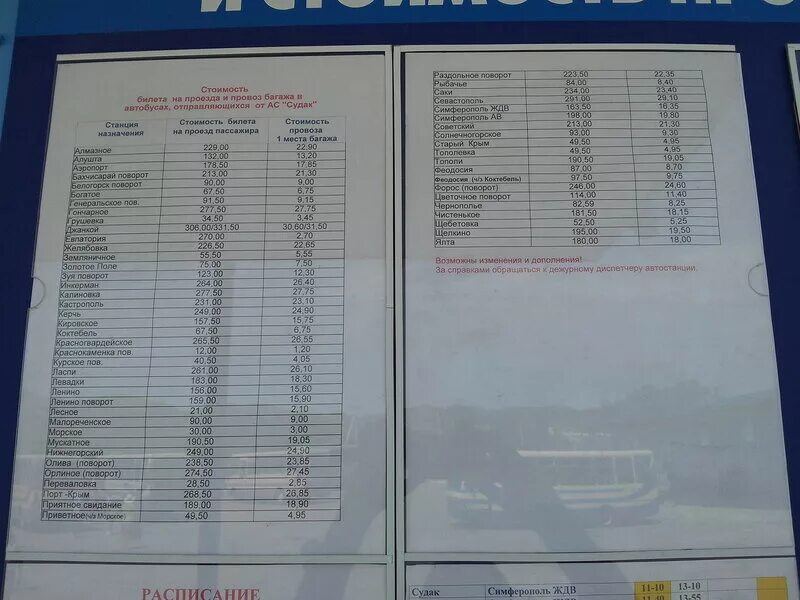 И СТОИМОСТЬ ПРО
Стоимость
билета на проезда и провоз багажа в
автобусах, отправляющихся от АС "Судак"
Станция назначения Стоимость билета на проезд пассажира Стоимость провоза 1 места багажа
Алмазное 229,00 22,90
Алушта 132,00 13,20
Аэропорт 178,50 17,85
Бахчисарай поворот 213,00 21,30
Белогорск поворот 90,00 9,00
Богатое 67,50 6,75
Генеральское пов. 91,50 9,15
Гончарное 277,50 27,75
Грушевка 34,50 3,45
Джанкой 306,00/331,50 30,60/31,50
Евпатория 270,00 2,70
Желябовка 226,50 22,65
Земляничное 55,50 5,55
Золотое Поле 75,00 7,50
Зуя поворот 123,00 12,30
Инкерман 264,00 26,40
Калиновка 277,50 27,75
Кастрополь 231,00 23,10
Керчь 249,00 24,90
Кировское 157,50 15,75
Коктебель 67,50 6,75
Красногвардейское 265,50 26,55
Краснокаменка пов. 12,00 1,20
Курское пов. 40,50 4,05
Ласпи 261,00 26,10
Левадки 183,00 18,30
Ленино 156,00 15,60
Ленино поворот 159,00 15,90
Лесное 21,00 2,10
Малореченское 90,00 9,00
Морское 30,00 3,00
Мускатное 190,50 19,05
Нижнегорский 249,00 24,90
Олива (поворот) 238,50 23,85
Орлиное (поворот) 274,50 27,45
Переваловка 28,50 2,85
Порт -Крым 268,50 26,85
Приятное свидание 189,00 18,90
Приветное(ч/з Морское) 49,50 4,95
Раздольное поворот 223,50 22,35
Рыбачье 84,00 8,40
Саки 234,00 23,40
Севастополь 291,00 29,10
Симферополь ЖДВ 163,50 16,35
Симферополь АВ 198,00 19,80
Советский 213,00 21,30
Солнечногорское 93,00 9,30
Старый Крым 49,50 4,95
Тополевка 49,50 4,95
Тополи 190,50 19,05
Феодосия 87,00 8,70
Феодосия (ч/з Коктебель) 97,50 9,75
Форос (поворот) 246,00 24,60
Цветочное поворот 114,00 11,40
Чернополье 82,59 8,25
Чистенькое 181,50 18,15
Щебетовка 52,50 5,25
Щелкино 195,00 19,50
Ялта 180,00 18,00
Возможны изменения и дополнения!
За справками обращаться к дежурному диспетчеру автостанции.
РАСПИСАНИЕ
Судак Симферополь ЖДВ 11-10 13-10
13-55